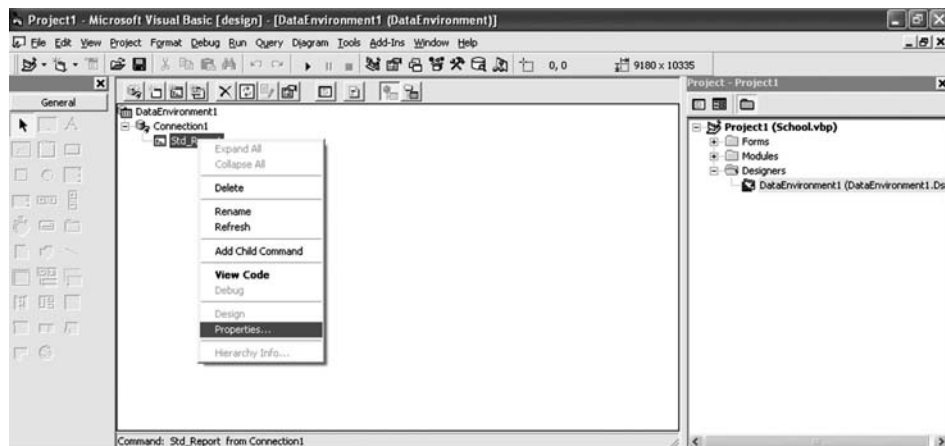 Project1 - Microsoft Visual Basic [design] - [DataEnvironment1 (DataEnvironment)]
File Edit View Project Format Debug Run Query Diagram Tools Add-Ins Window Help
0, 0 9180 x 10335
General
DataEnvironment1
Connection1
Std_Report
Expand All
Collapse All
Delete
Rename
Refresh
Add Child Command
View Code
Debug
Design
Properties...
Hierarchy Info...
Command: Std_Report from Connection1
Project - Project1
Project1 (School.vbp)
Forms
Modules
Designers
DataEnvironment1 (DataEnvironment1.Ds